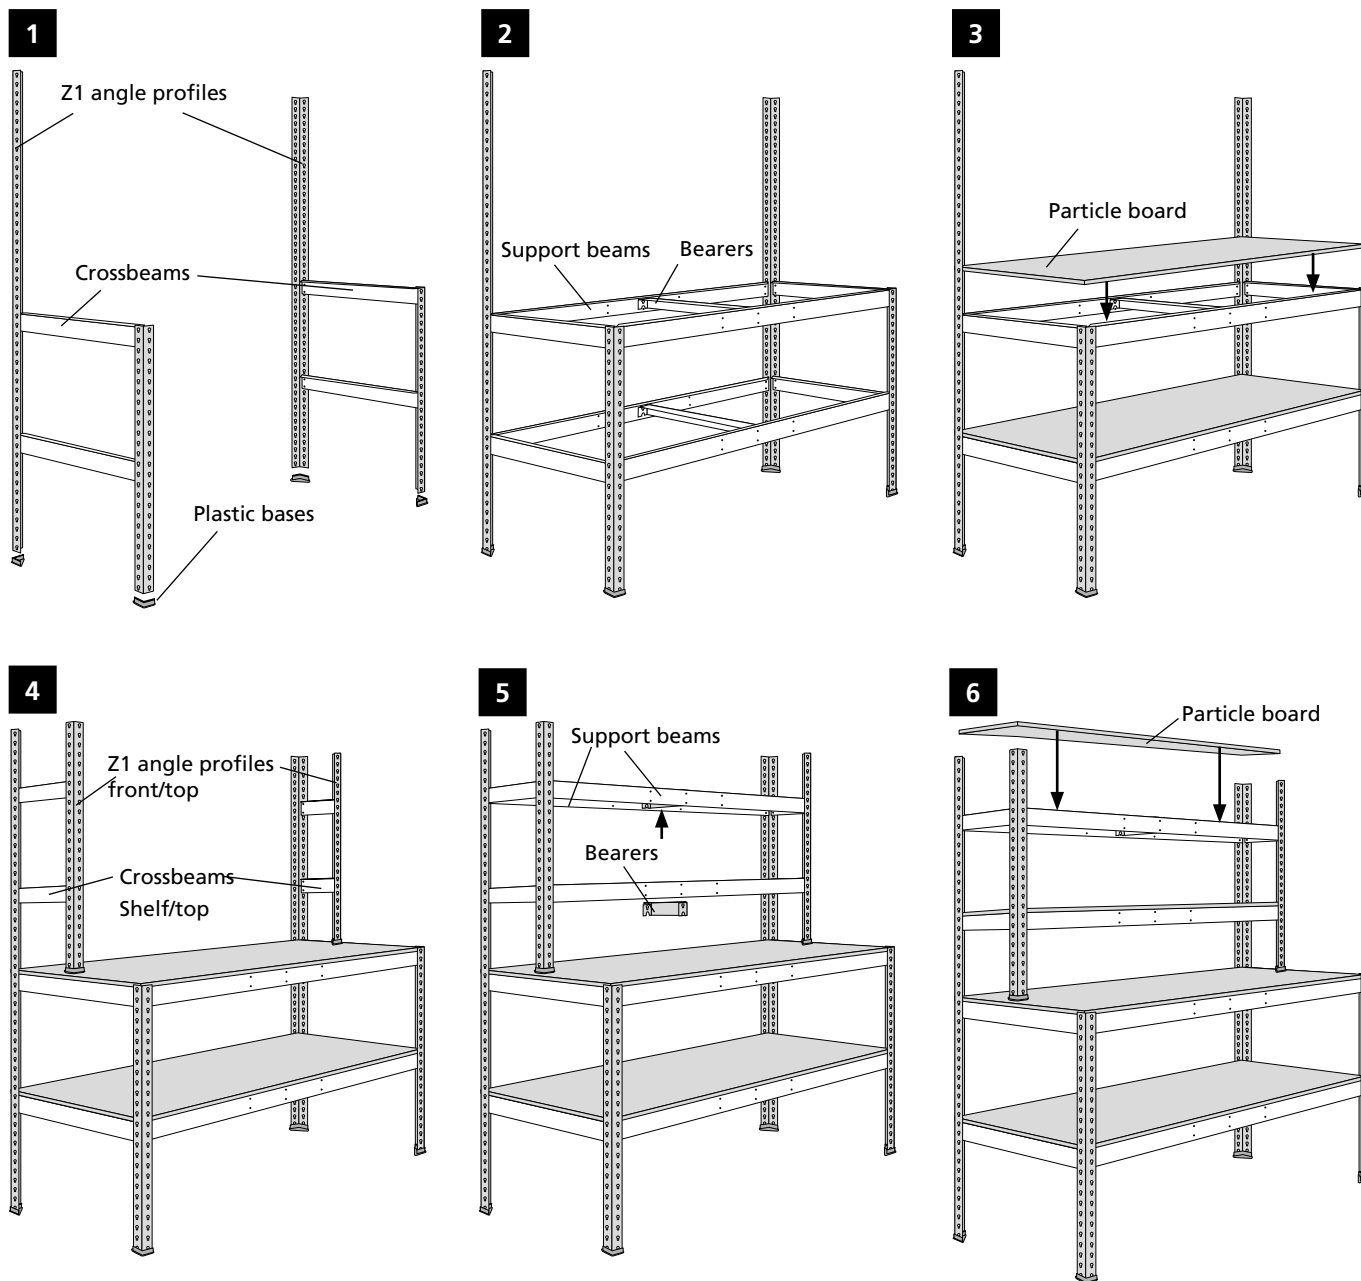 1
Z1 angle profiles
Crossbeams
Plastic bases
2
Support beams
Bearers
3
Particle board
4
Z1 angle profiles
front/top
Crossbeams
Shelf/top
5
Support beams
Bearers
6
Particle board